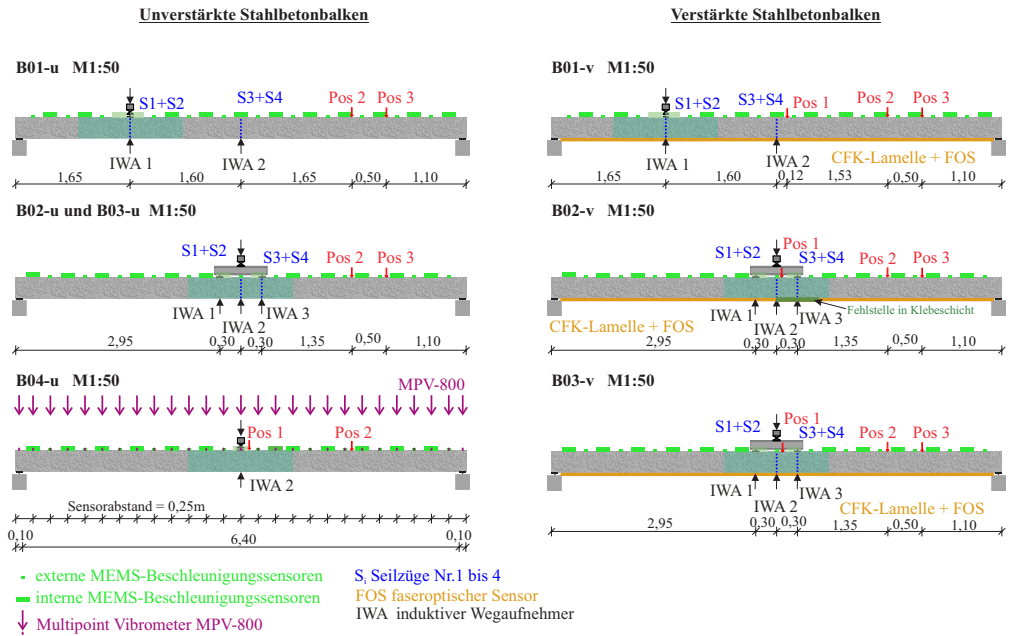 Unverstärkte Stahlbetonbalken
B01-u M1:50
S1+S2
S3+S4
Pos 2
Pos 3
IWA 1
IWA 2
1,65
1,60
1,65
0,50
1,10
B02-u und B03-u M1:50
S1+S2
S3+S4
Pos 2
Pos 3
IWA 1
IWA 2
IWA 3
2,95
0,30
0,30
1,35
0,50
1,10
B04-u M1:50
MPV-800
Pos 1
Pos 2
IWA 2
Sensorabstand = 0,25m
0,10
6,40
0,10
Verstärkte Stahlbetonbalken
B01-v M1:50
S1+S2
S3+S4
Pos 1
Pos 2
Pos 3
IWA 1
IWA 2
CFK-Lamelle + FOS
1,65
1,60
0,12
1,53
0,50
1,10
B02-v M1:50
S1+S2
Pos 1
S3+S4
Pos 2
Pos 3
IWA 1
IWA 2
IWA 3
Fehlstelle in Klebeschicht
CFK-Lamelle + FOS
2,95
0,30
0,30
1,35
0,50
1,10
B03-v M1:50
S1+S2
Pos 1
S3+S4
Pos 2
Pos 3
IWA 1
IWA 2
IWA 3
CFK-Lamelle + FOS
2,95
0,30
0,30
1,35
0,50
1,10
externe MEMS-Beschleunigungssensoren
interne MEMS-Beschleunigungssensoren
Multipoint Vibrometer MPV-800
Si Seilzüge Nr.1 bis 4
FOS faseroptischer Sensor
IWA induktiver Wegaufnehmer